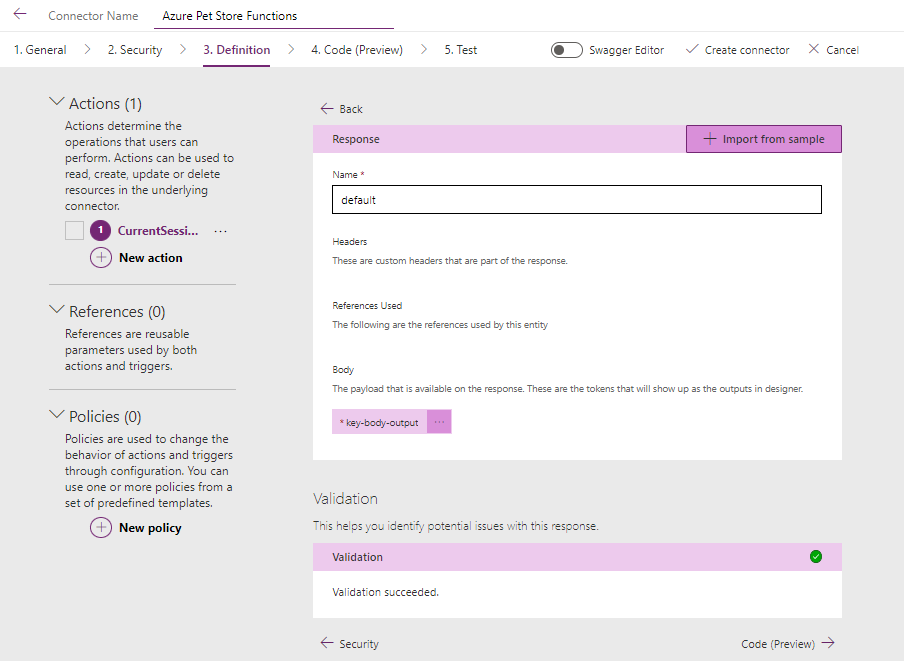 Connector Name Azure Pet Store Functions
1. General 2. Security 3. Definition 4. Code (Preview) 5. Test Swagger Editor Create connector Cancel
Actions (1)
Actions determine the
operations that users can
perform. Actions can be used to
read, create, update or delete
resources in the underlying
connector.
1 CurrentSessi... ...
New action
References (0)
References are reusable
parameters used by both
actions and triggers.
Policies (0)
Policies are used to change the
behavior of actions and triggers
through configuration. You can
use one or more policies from a
set of predefined templates.
New policy
Back
Response Import from sample
Name *
default
Headers
These are custom headers that are part of the response.
References Used
The following are the references used by this entity
Body
The payload that is available on the response. These are the tokens that will show up as the outputs in designer.
* key-body-output ...
Validation
This helps you identify potential issues with this response.
Validation
Validation succeeded.
Security Code (Preview)